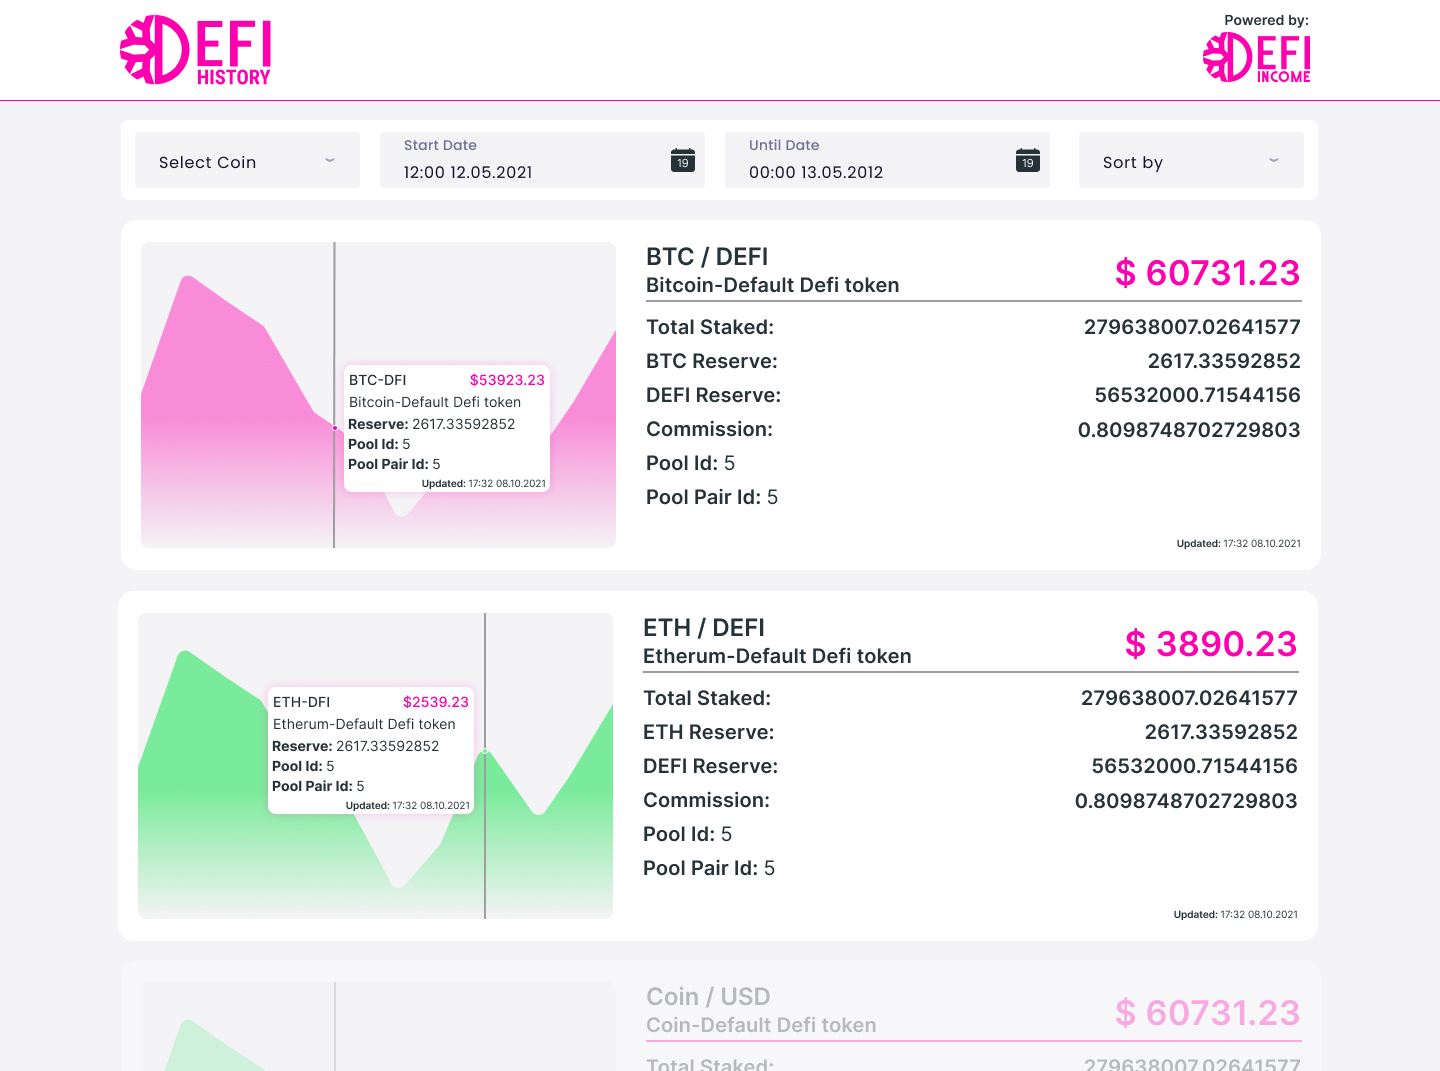 DEFI
HISTORY
Powered by:
DEFI
INCOME
Select Coin
Start Date
12:00 12.05.2021
19
Until Date
00:00 13.05.2012
19
Sort by
BTC / DEFI
Bitcoin-Default Defi token
$ 60731.23
Total Staked: 279638007.02641577
BTC Reserve: 2617.33592852
DEFI Reserve: 56532000.71544156
Commission: 0.8098748702729803
Pool Id: 5
Pool Pair Id: 5
Updated: 17:32 08.10.2021
BTC-DFI $53923.23
Bitcoin-Default Defi token
Reserve: 2617.33592852
Pool Id: 5
Pool Pair Id: 5
Updated: 17:32 08.10.2021
ETH / DEFI
Etherum-Default Defi token
$ 3890.23
Total Staked: 279638007.02641577
ETH Reserve: 2617.33592852
DEFI Reserve: 56532000.71544156
Commission: 0.8098748702729803
Pool Id: 5
Pool Pair Id: 5
Updated: 17:32 08.10.2021
ETH-DFI $2539.23
Etherum-Default Defi token
Reserve: 2617.33592852
Pool Id: 5
Pool Pair Id: 5
Updated: 17:32 08.10.2021
Coin / USD
Coin-Default Defi token
$ 60731.23
Total Staked: 279638007.02641577